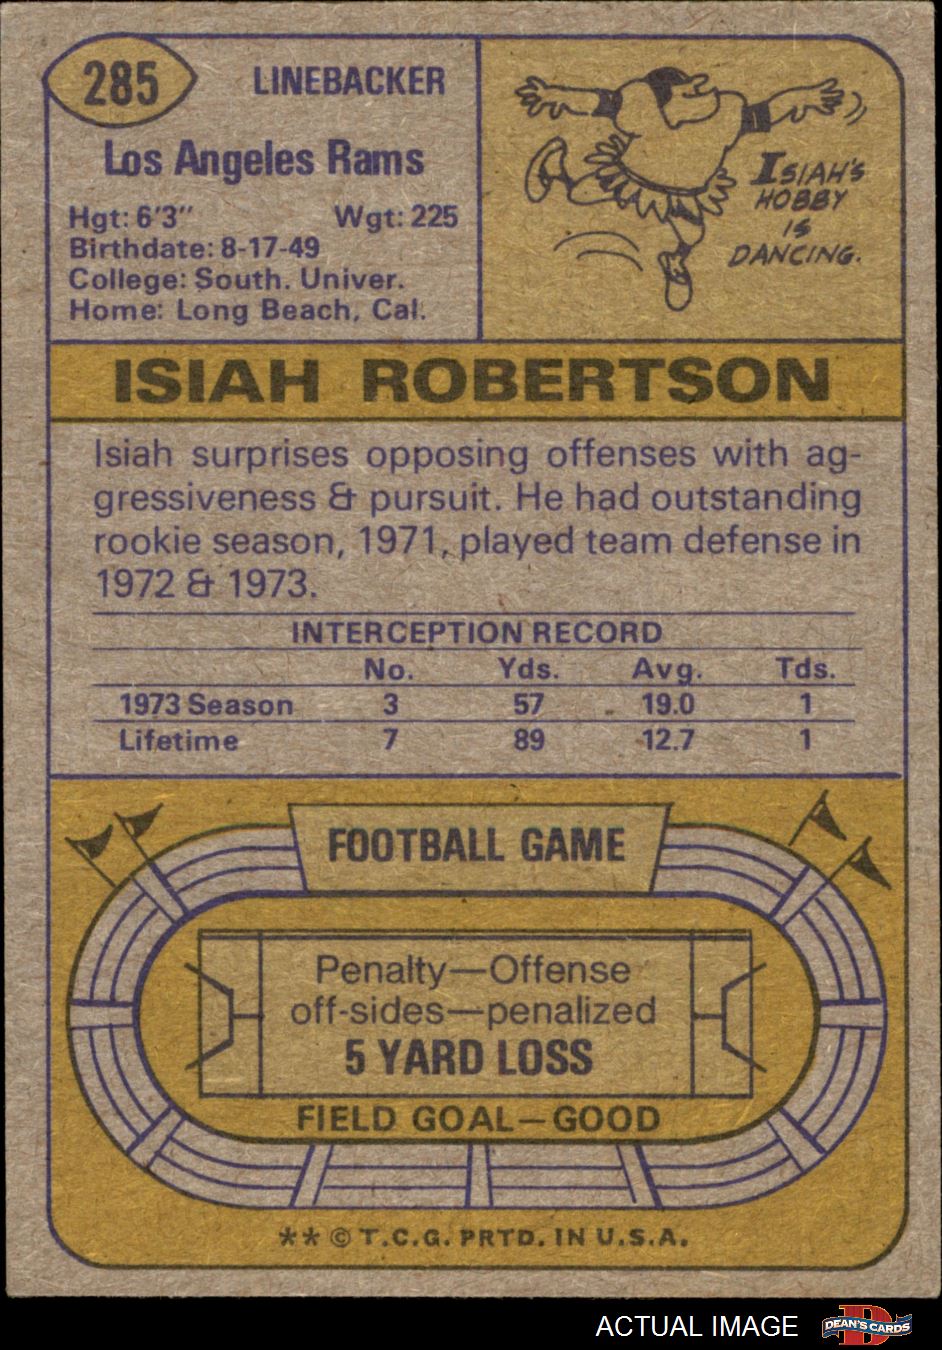 285
LINEBACKER
Los Angeles Rams
Hgt: 6'3" Wgt: 225
Birthdate: 8-17-49
College: South. Univer.
Home: Long Beach, Cal.
ISIAH'S
HOBBY
IS
DANCING.
ISIAH ROBERTSON
Isiah surprises opposing offenses with ag-
gressiveness & pursuit. He had outstanding
rookie season, 1971, played team defense in
1972 & 1973.
INTERCEPTION RECORD
No. Yds. Avg. Tds.
1973 Season 3 57 19.0 1
Lifetime 7 89 12.7 1
FOOTBALL GAME
Penalty—Offense
off-sides—penalized
5 YARD LOSS
FIELD GOAL—GOOD
** © T.C.G. PRTD. IN U.S.A.
ACTUAL IMAGE
DEAN'S CARDS